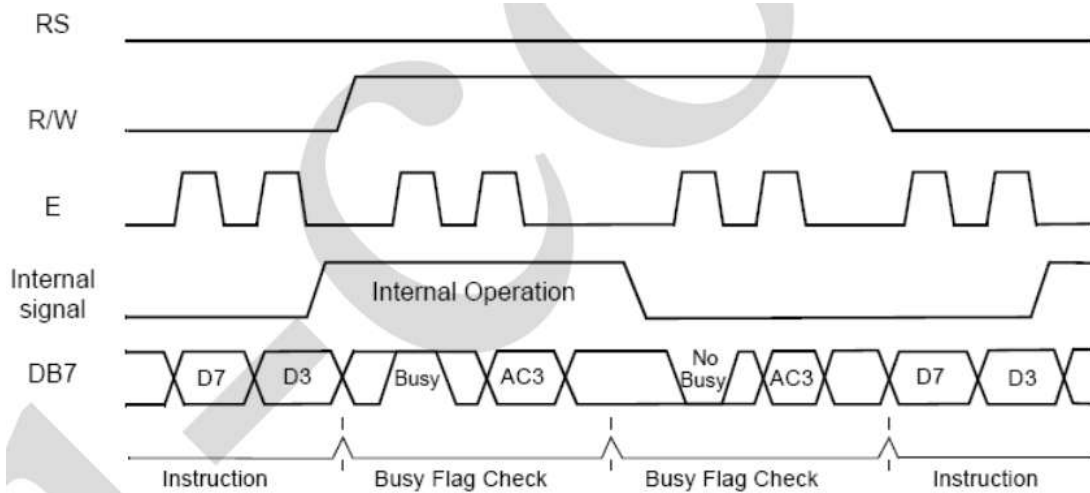 RS
R/W
E
Internal
signal
Internal Operation
DB7
D7
D3
Busy
AC3
No
Busy
AC3
D7
D3
Instruction
Busy Flag Check
Busy Flag Check
Instruction